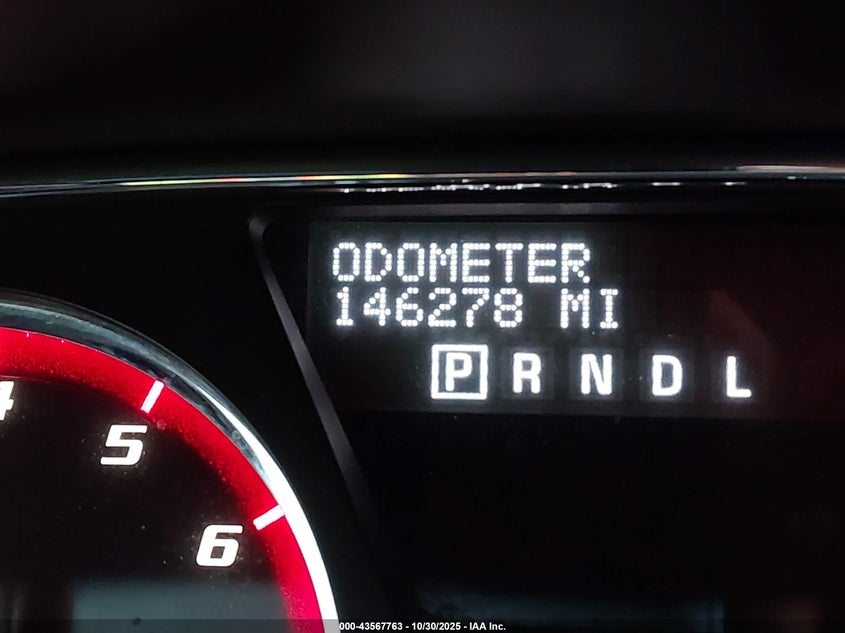 ODOMETER
146278 MI
P R N D L
4
5
6
000-43567763 - 10/30/2025 - IAA Inc.